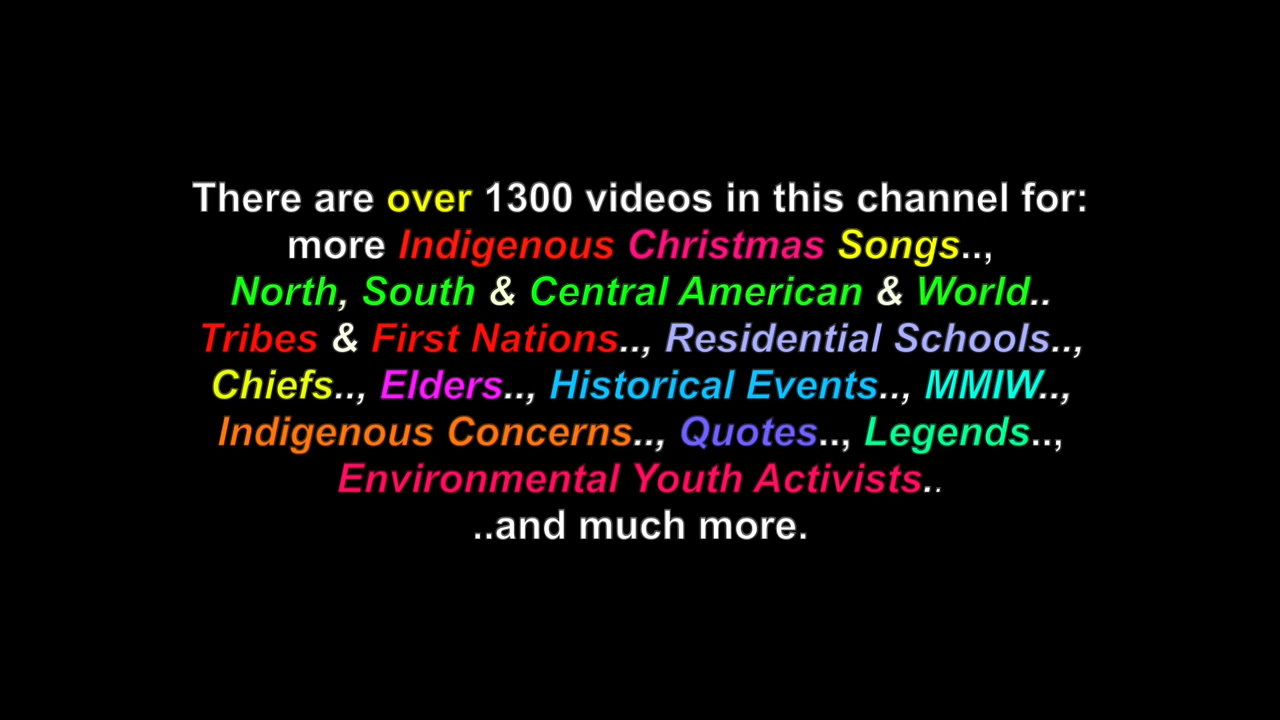 There are over 1300 videos in this channel for:
more Indigenous Christmas Songs..,
North, South & Central American & World..
Tribes & First Nations.., Residential Schools..,
Chiefs.., Elders.., Historical Events.., MMIW..,
Indigenous Concerns.., Quotes.., Legends..,
Environmental Youth Activists..
..and much more.